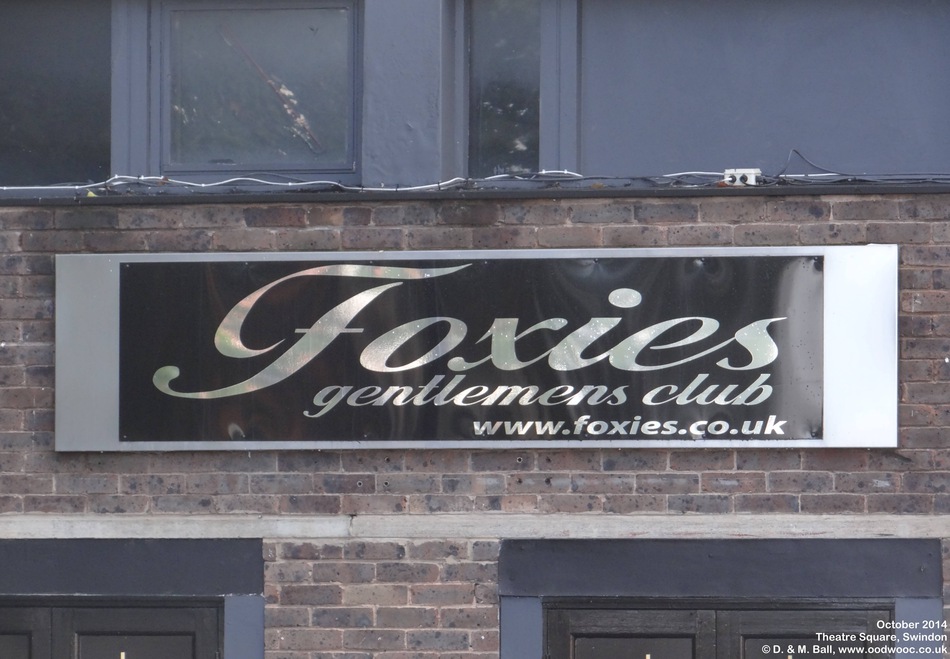 Foxies
gentlemens club
www.foxies.co.uk
October 2014
Theatre Square, Swindon
© D. & M. Ball, www.oodwooc.co.uk